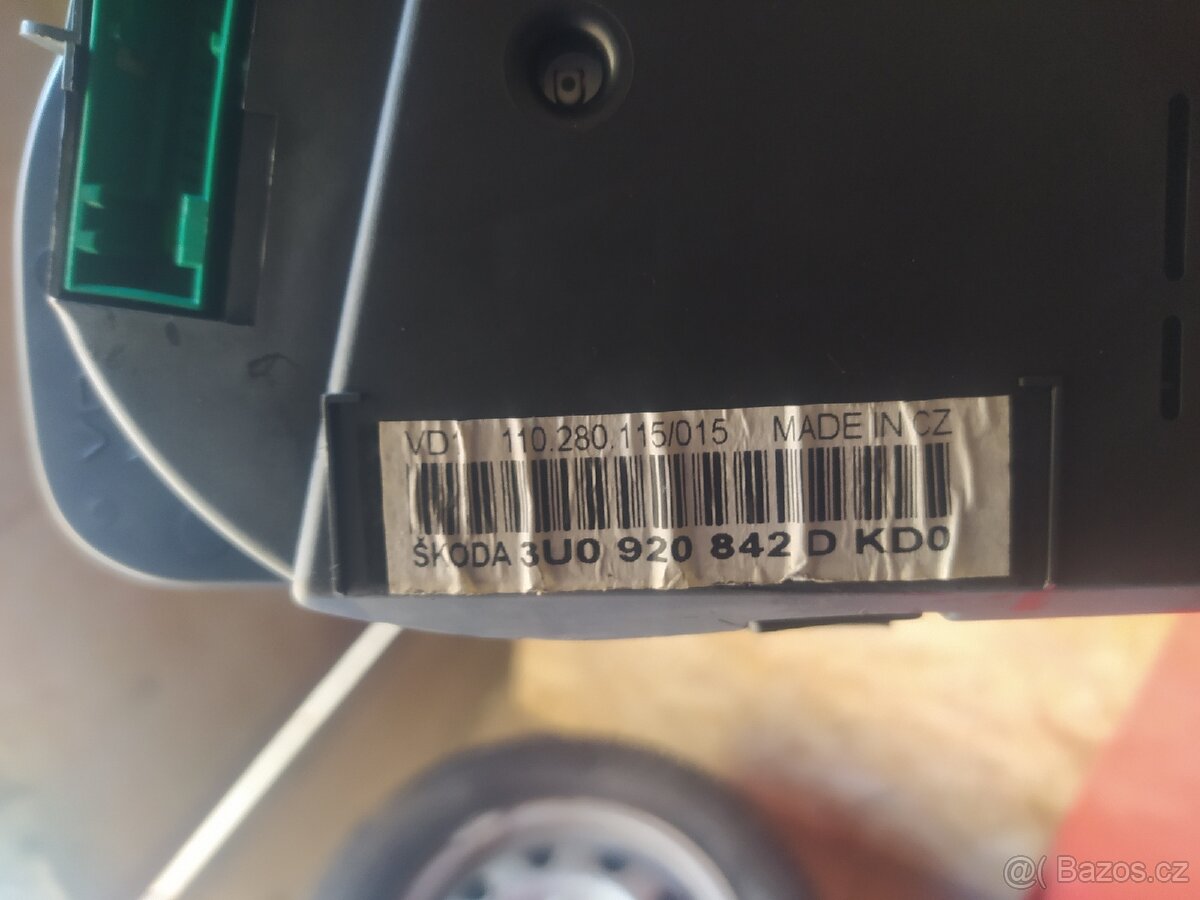 VD1 110.280.115/015 MADE IN CZ
ŠKODA 3U0 920 842 D KD0
@( Bazos.cz